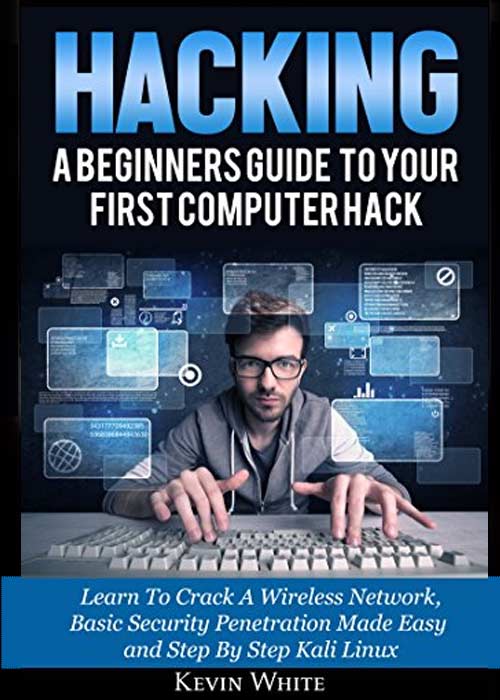 HACKING
A BEGINNERS GUIDE TO YOUR
FIRST COMPUTER HACK
Learn To Crack A Wireless Network,
Basic Security Penetration Made Easy
and Step By Step Kali Linux
KEVIN WHITE